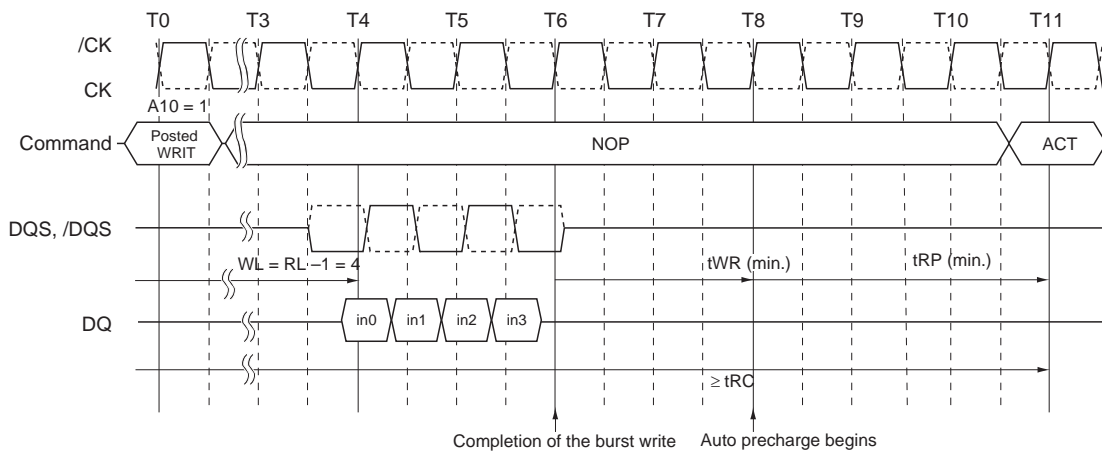 T0 T3 T4 T5 T6 T7 T8 T9 T10 T11
/CK
CK
A10 = 1
Command
Posted
WRIT
NOP
ACT
DQS, /DQS
WL = RL −1 = 4
tWR (min.)
tRP (min.)
DQ
in0 in1 in2 in3
≥ tRC
Completion of the burst write
Auto precharge begins